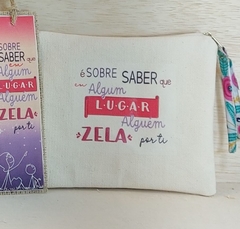 SOBRE
SABER que
em
Algum
LUGAR
Alguém
ZELA
por ti
é SOBRE SABER que
em Algum
LUGAR
Alguém
ZELA por ti